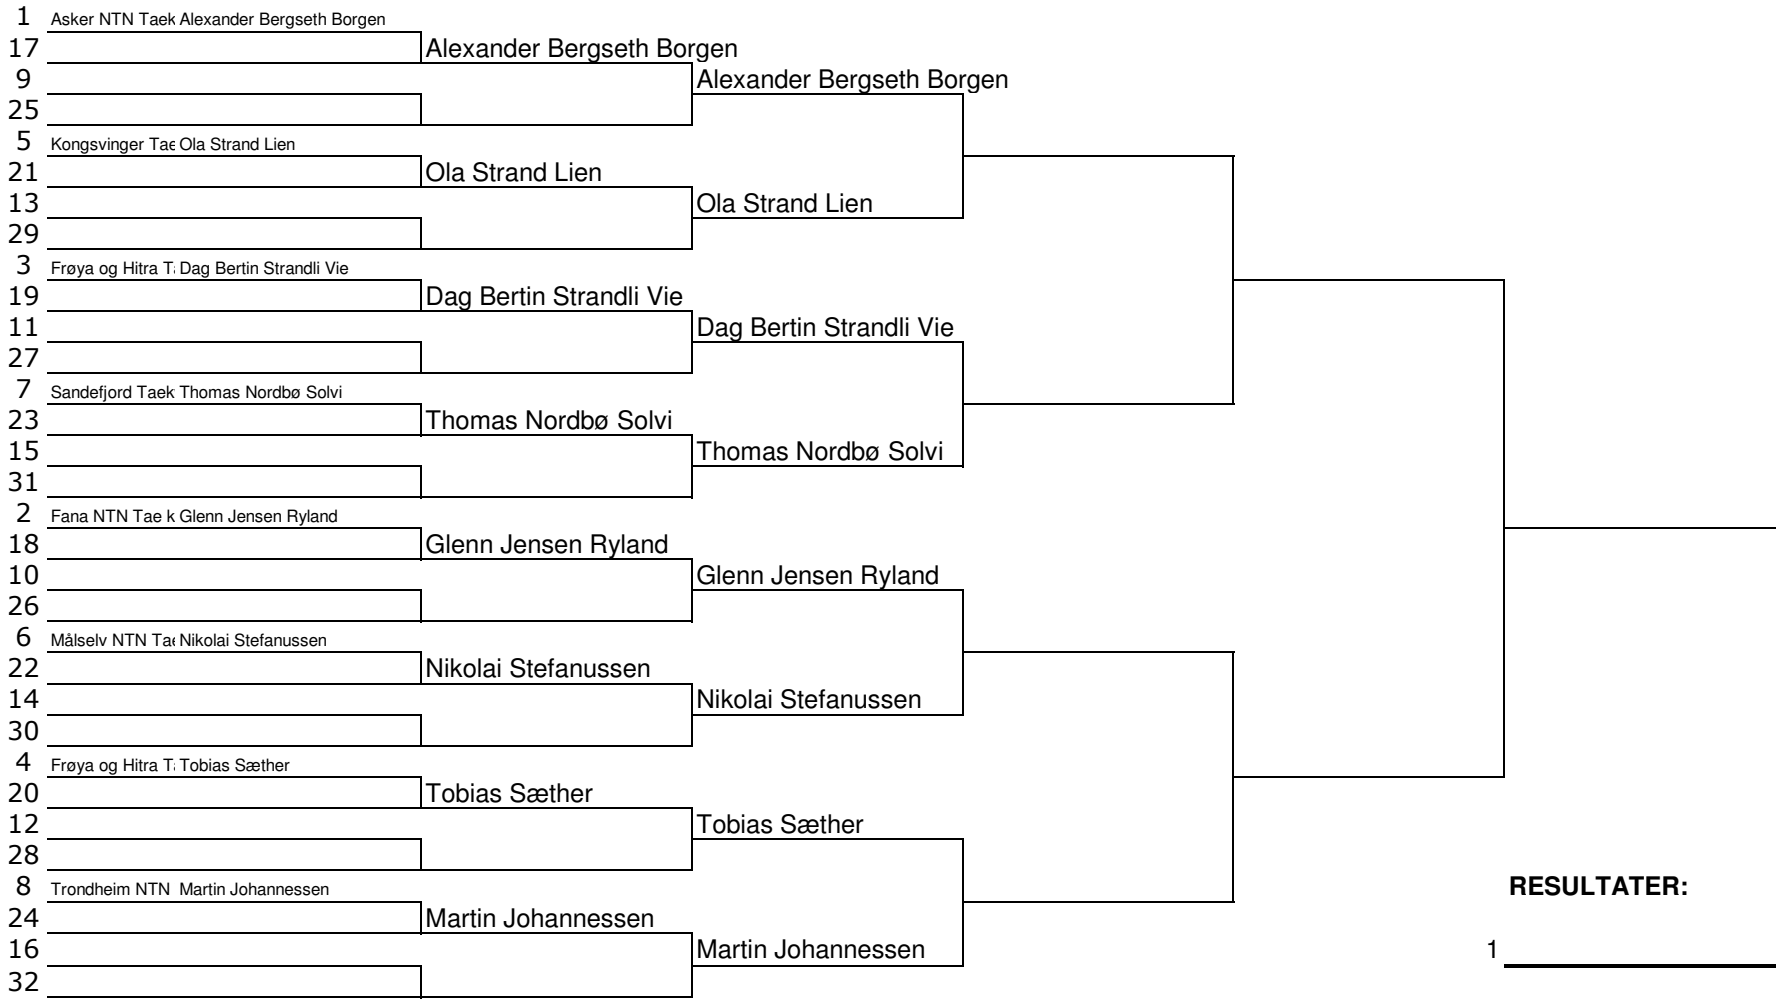 1 Asker NTN Taek Alexander Bergseth Borgen
17 Alexander Bergseth Borgen
9 Alexander Bergseth Borgen
25
5 Kongsvinger Tae Ola Strand Lien
21 Ola Strand Lien
13 Ola Strand Lien
29
3 Frøya og Hitra T Dag Bertin Strandli Vie
19 Dag Bertin Strandli Vie
11 Dag Bertin Strandli Vie
27
7 Sandefjord Taek Thomas Nordbø Solvi
23 Thomas Nordbø Solvi
15 Thomas Nordbø Solvi
31
2 Fana NTN Tae k Glenn Jensen Ryland
18 Glenn Jensen Ryland
10 Glenn Jensen Ryland
26
6 Målselv NTN Tae Nikolai Stefanussen
22 Nikolai Stefanussen
14 Nikolai Stefanussen
30
4 Frøya og Hitra T Tobias Sæther
20 Tobias Sæther
12 Tobias Sæther
28
8 Trondheim NTN Martin Johannessen
RESULTATER:
24 Martin Johannessen
16 Martin Johannessen
1
32